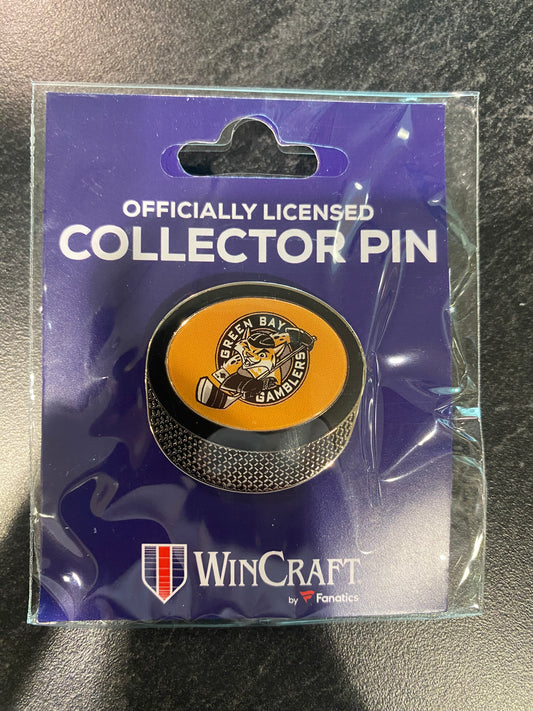 OFFICIALLY LICENSED
COLLECTOR PIN
GREEN BAY
GAMBLERS
WINCRAFT
by Fanatics